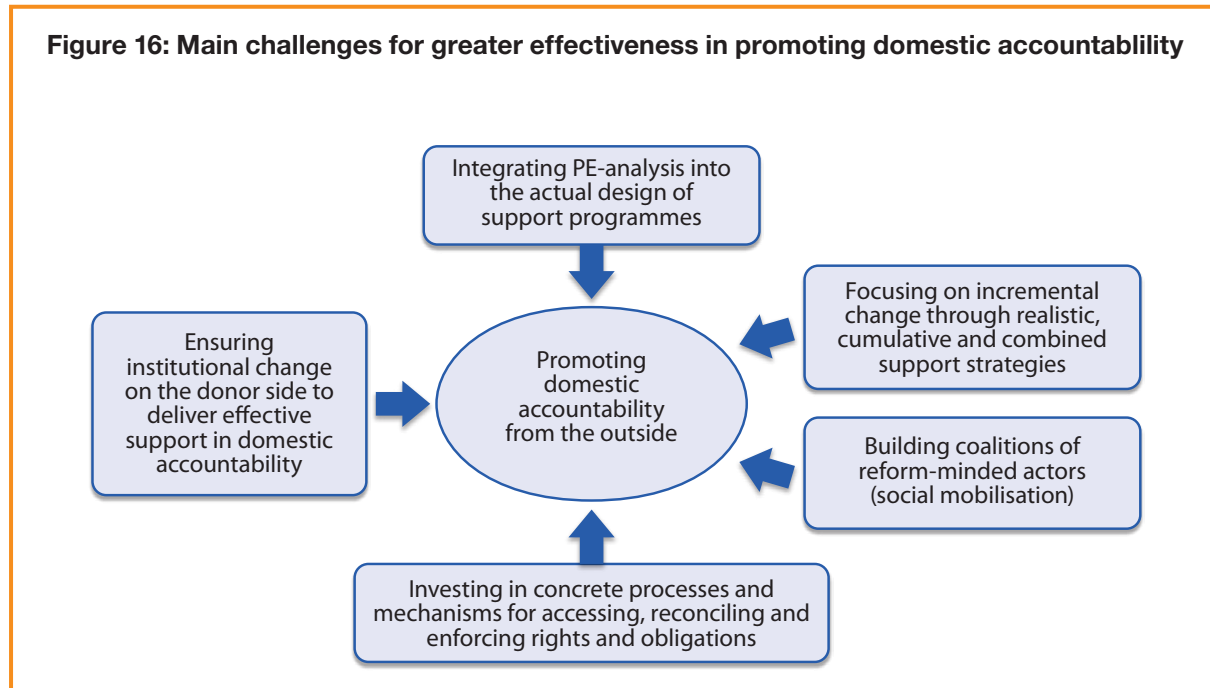 Figure 16: Main challenges for greater effectiveness in promoting domestic accountablility
Integrating PE-analysis into
the actual design of
support programmes
Focusing on incremental
change through realistic,
cumulative and combined
support strategies
Ensuring
institutional change
on the donor side to
deliver effective
support in domestic
accountability
Promoting
domestic
accountability
from the outside
Building coalitions of
reform-minded actors
(social mobilisation)
Investing in concrete processes and
mechanisms for accessing, reconciling and
enforcing rights and obligations